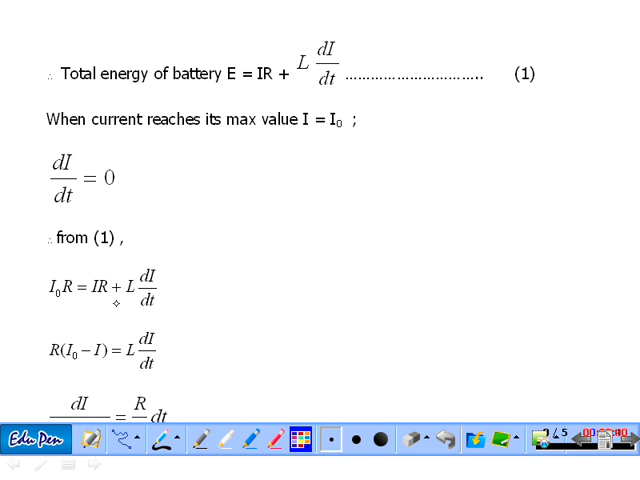 ∴ Total energy of battery E = IR + L dI/dt ………………………….. (1)
When current reaches its max value I = I₀ ;
dI/dt = 0
∴ from (1) ,
I₀R = IR + L dI/dt
R(I₀ − I) = L dI/dt
dI = R/ dt
Edu Pen
/ 5